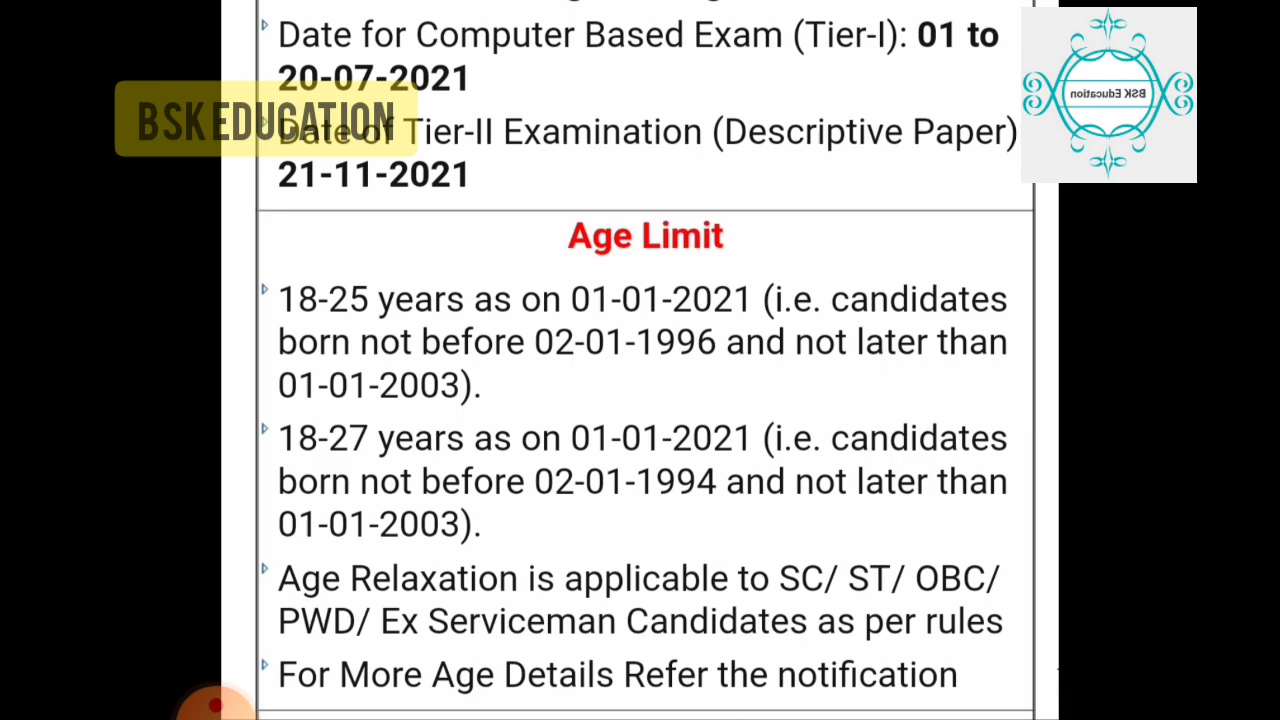 Date for Computer Based Exam (Tier-I): 01 to
20-07-2021
BSK EDUCATION
Date of Tier-II Examination (Descriptive Paper)
21-11-2021
BSK Education
Age Limit
18-25 years as on 01-01-2021 (i.e. candidates
born not before 02-01-1996 and not later than
01-01-2003).
18-27 years as on 01-01-2021 (i.e. candidates
born not before 02-01-1994 and not later than
01-01-2003).
Age Relaxation is applicable to SC/ ST/ OBC/
PWD/ Ex Serviceman Candidates as per rules
For More Age Details Refer the notification